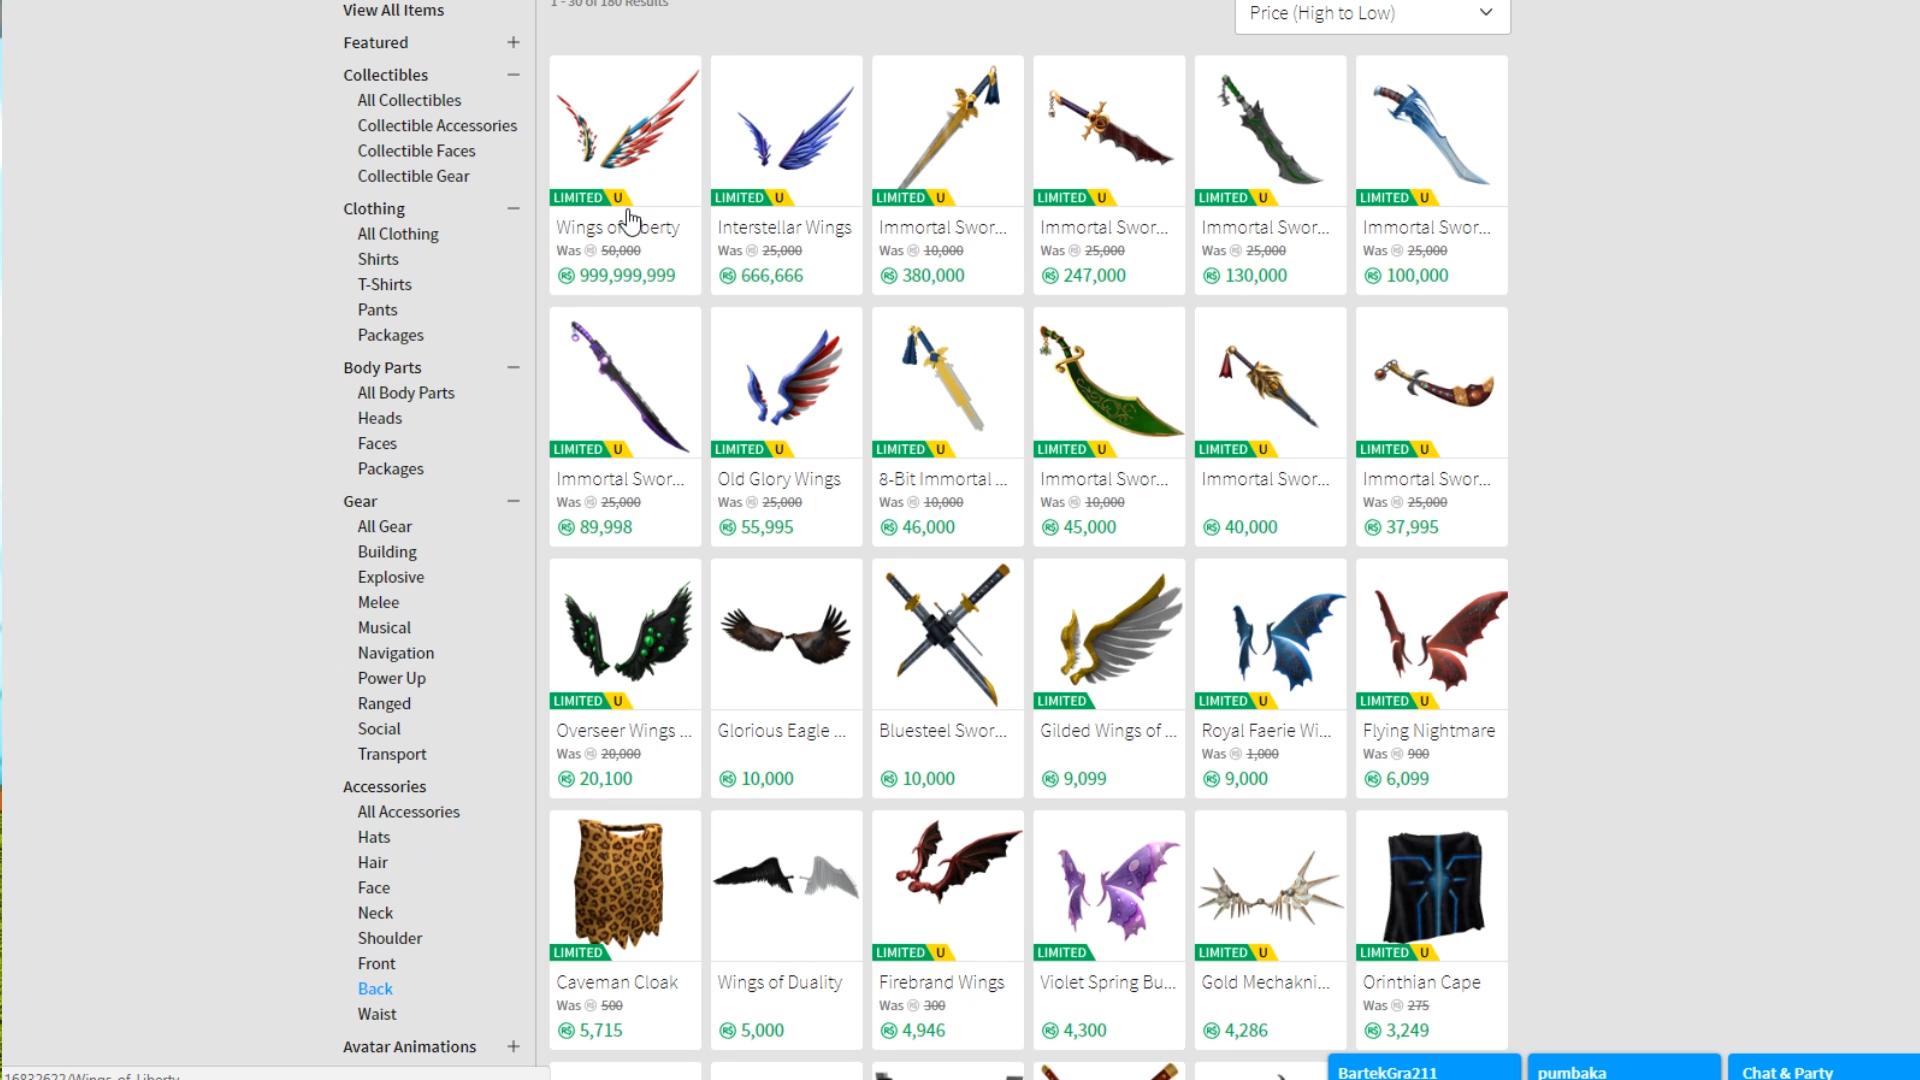 View All Items
Featured
Collectibles
All Collectibles
Collectible Accessories
Collectible Faces
Collectible Gear
Clothing
All Clothing
Shirts
T-Shirts
Pants
Packages
Body Parts
All Body Parts
Heads
Faces
Packages
Gear
All Gear
Building
Explosive
Melee
Musical
Navigation
Power Up
Ranged
Social
Transport
Accessories
All Accessories
Hats
Hair
Face
Neck
Shoulder
Front
Back
Waist
Avatar Animations
1 - 30 of 180 Results
Price (High to Low)
LIMITED U
Wings of Liberty
Was R$ 50,000
R$ 999,999,999
LIMITED U
Interstellar Wings
Was R$ 25,000
R$ 666,666
LIMITED U
Immortal Swor...
Was R$ 10,000
R$ 380,000
LIMITED U
Immortal Swor...
Was R$ 25,000
R$ 247,000
LIMITED U
Immortal Swor...
Was R$ 25,000
R$ 130,000
LIMITED U
Immortal Swor...
Was R$ 25,000
R$ 100,000
LIMITED U
Immortal Swor...
Was R$ 25,000
R$ 89,998
LIMITED U
Old Glory Wings
Was R$ 25,000
R$ 55,995
LIMITED U
8-Bit Immortal ...
Was R$ 10,000
R$ 46,000
LIMITED U
Immortal Swor...
Was R$ 10,000
R$ 45,000
LIMITED U
Immortal Swor...
R$ 40,000
LIMITED U
Immortal Swor...
Was R$ 25,000
R$ 37,995
LIMITED U
Overseer Wings ...
Was R$ 20,000
R$ 20,100
Glorious Eagle ...
R$ 10,000
Bluesteel Swor...
R$ 10,000
LIMITED
Gilded Wings of ...
R$ 9,099
LIMITED U
Royal Faerie Wi...
Was R$ 1,000
R$ 9,000
LIMITED U
Flying Nightmare
Was R$ 900
R$ 6,099
LIMITED
Caveman Cloak
Was R$ 500
R$ 5,715
Wings of Duality
R$ 5,000
LIMITED U
Firebrand Wings
Was R$ 300
R$ 4,946
LIMITED
Violet Spring Bu...
R$ 4,300
LIMITED U
Gold Mechakni...
R$ 4,286
LIMITED U
Orinthian Cape
Was R$ 275
R$ 3,249
16832622/Wings-of-Liberty
BartekGra211
pumbaka
Chat & Party